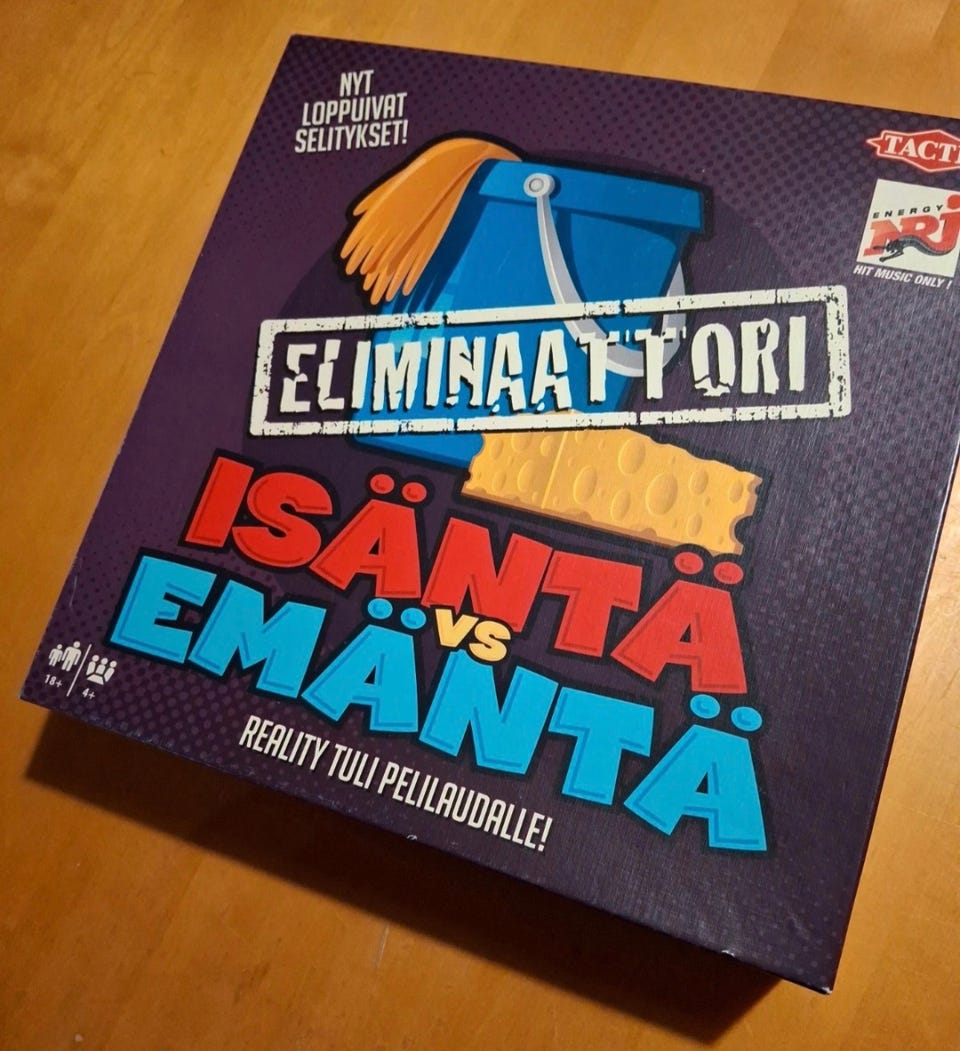 NYT
LOPPUIVAT
SELITYKSET!
TACTI
ENERGY
NRJ
HIT MUSIC ONLY !
ELIMINAATTORI
ISÄNTÄ
VS
EMÄNTÄ
18+
4+
REALITY TULI PELILAUDALLE!